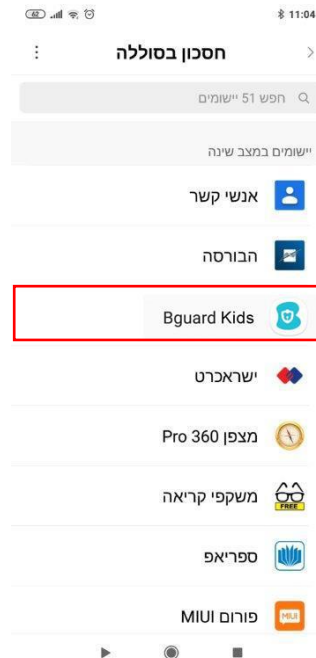 11:04
62
חסכון בסוללה
חפש 51 יישומים
יישומים במצב שינה
אנשי קשר
הבורסה
Bguard Kids
ישראכרט
מצפן 360 Pro
משקפי קריאה
FREE
ספריאפ
פורום MIUI
MIUI